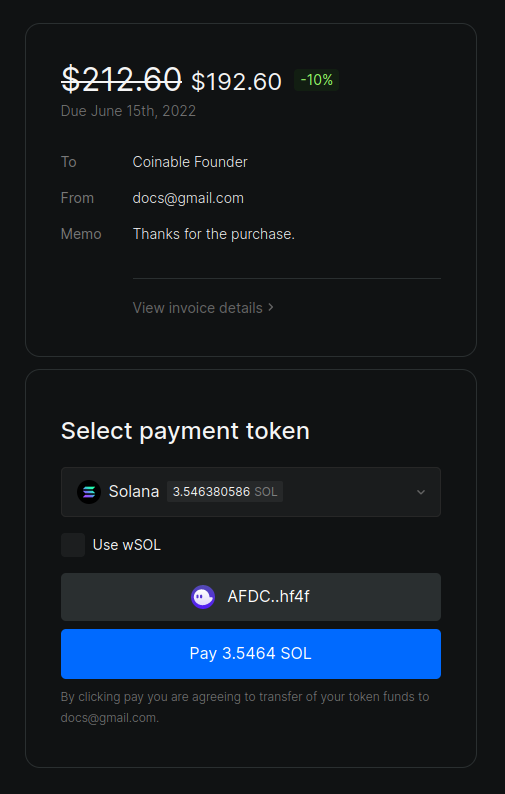 $212.60 $192.60 -10%
Due June 15th, 2022
To Coinable Founder
From docs@gmail.com
Memo Thanks for the purchase.
View invoice details >
Select payment token
Solana 3.546380586 SOL
Use wSOL
AFDC..hf4f
Pay 3.5464 SOL
By clicking pay you are agreeing to transfer of your token funds to
docs@gmail.com.